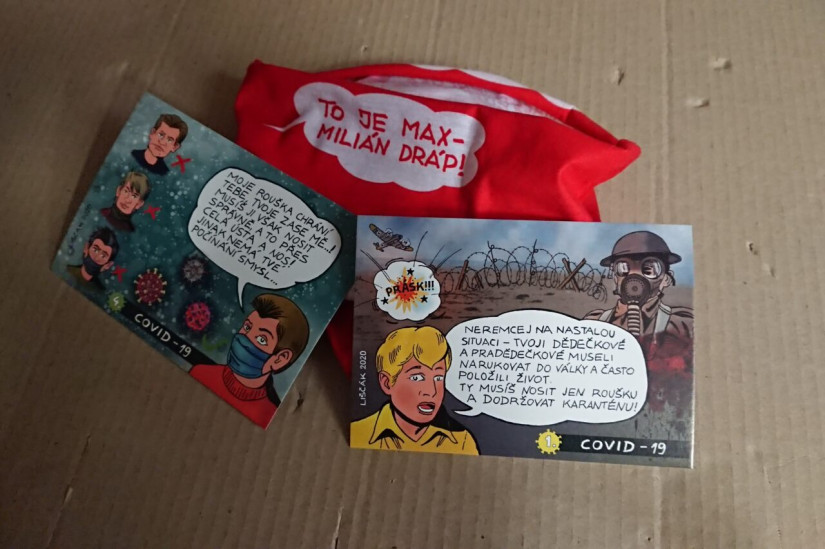 TO JE MAX-
MILIÁN DRÁP!
MOJE ROUŠKA CHRÁNÍ
TEBE, TVOJE ZASE MĚ...!
MUSÍŠ JI VŠAK NOSIT
SPRÁVNĚ, A TO PŘES
CELÁ ÚSTA, A NOS!
JINAK NEMÁ TVÉ
POČÍNÁNÍ SMYSL...
COVID-19
PRÁSK!!!
NEREMCEJ NA NASTALOU
SITUACI – TVOJI DĚDEČKOVÉ
A PRADĚDEČKOVÉ MUSELI
NARUKOVAT DO VÁLKY A ČASTO
POLOŽILI ŽIVOT.
TY MUSÍŠ NOSIT JEN ROUŠKU
A DODRŽOVAT KARANTÉNU!
LIŠČÁK 2020
1.
COVID-19